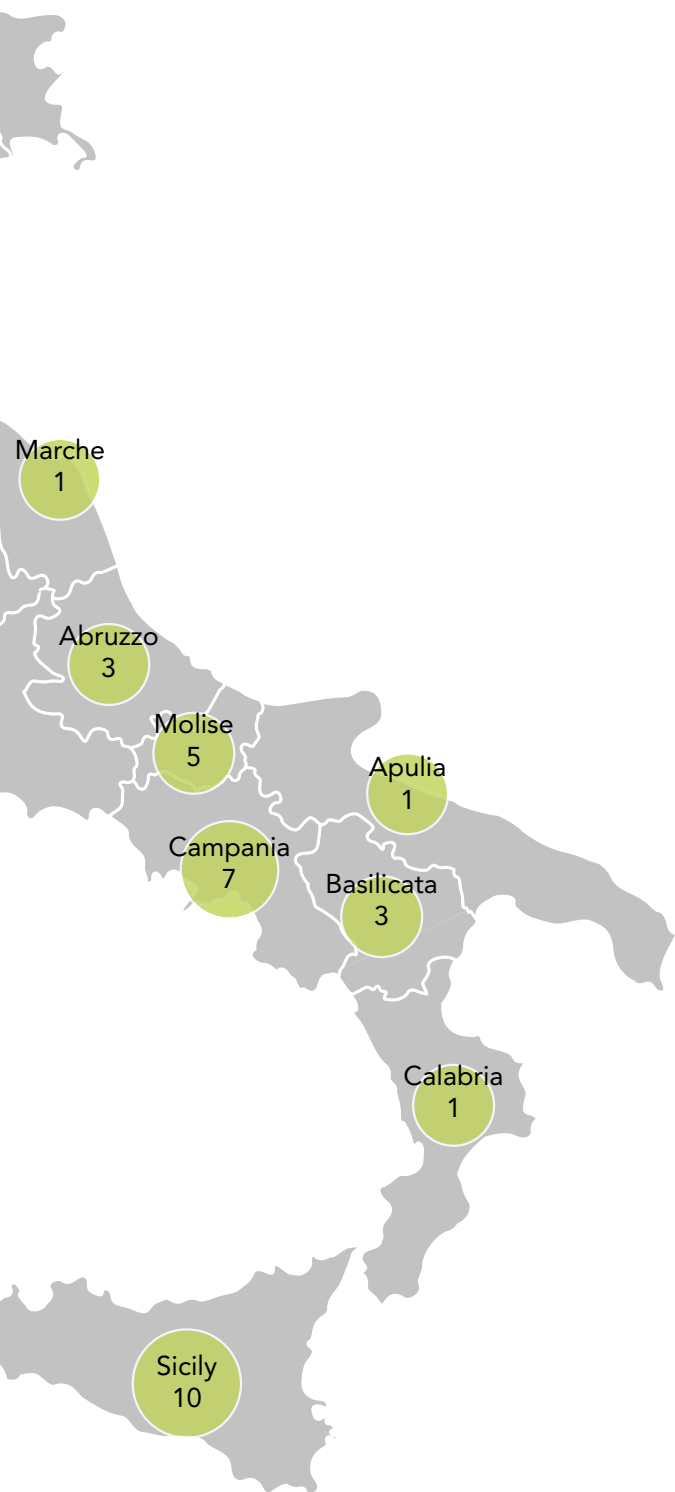 Marche
1
Abruzzo
3
Molise
5
Apulia
1
Campania
7
Basilicata
3
Calabria
1
Sicily
10